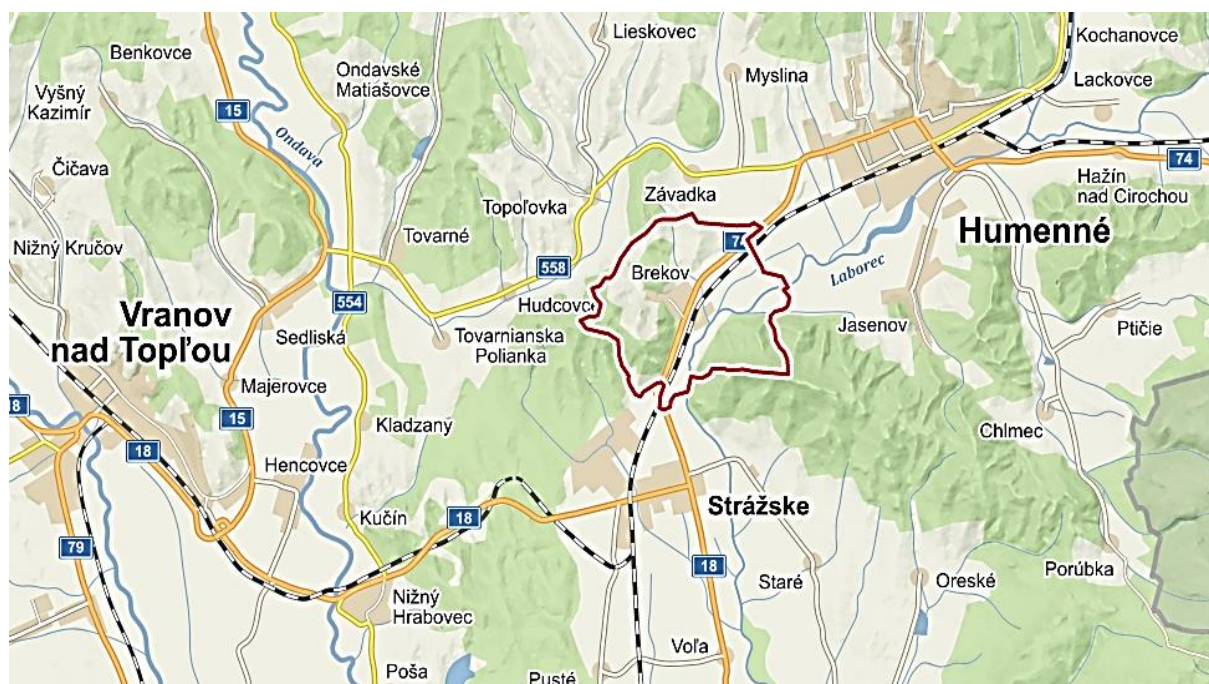 Lieskovec
Kochanovce
Benkovce
Ondavské
Matiašovce
Myslina
Lackovce
Vyšný
Kazimír
15
Ondava
74
Čičava
Hažín
nad Cirochou
Závadka
Topoľovka
Nižný Kručov
Tovarné
Humenné
558
Brekov
Laborec
554
Hudcovce
Vranov
nad Topľou
Sedliská
Tovarnianska
Polianka
Jasenov
Ptičie
Majerovce
18
15
Kladzany
Chlmec
18
Hencovce
Strážske
Kučín
18
79
18
Staré
Oreské
Porúbka
Nižný
Hrabovec
Voľa
Poša
Pusté